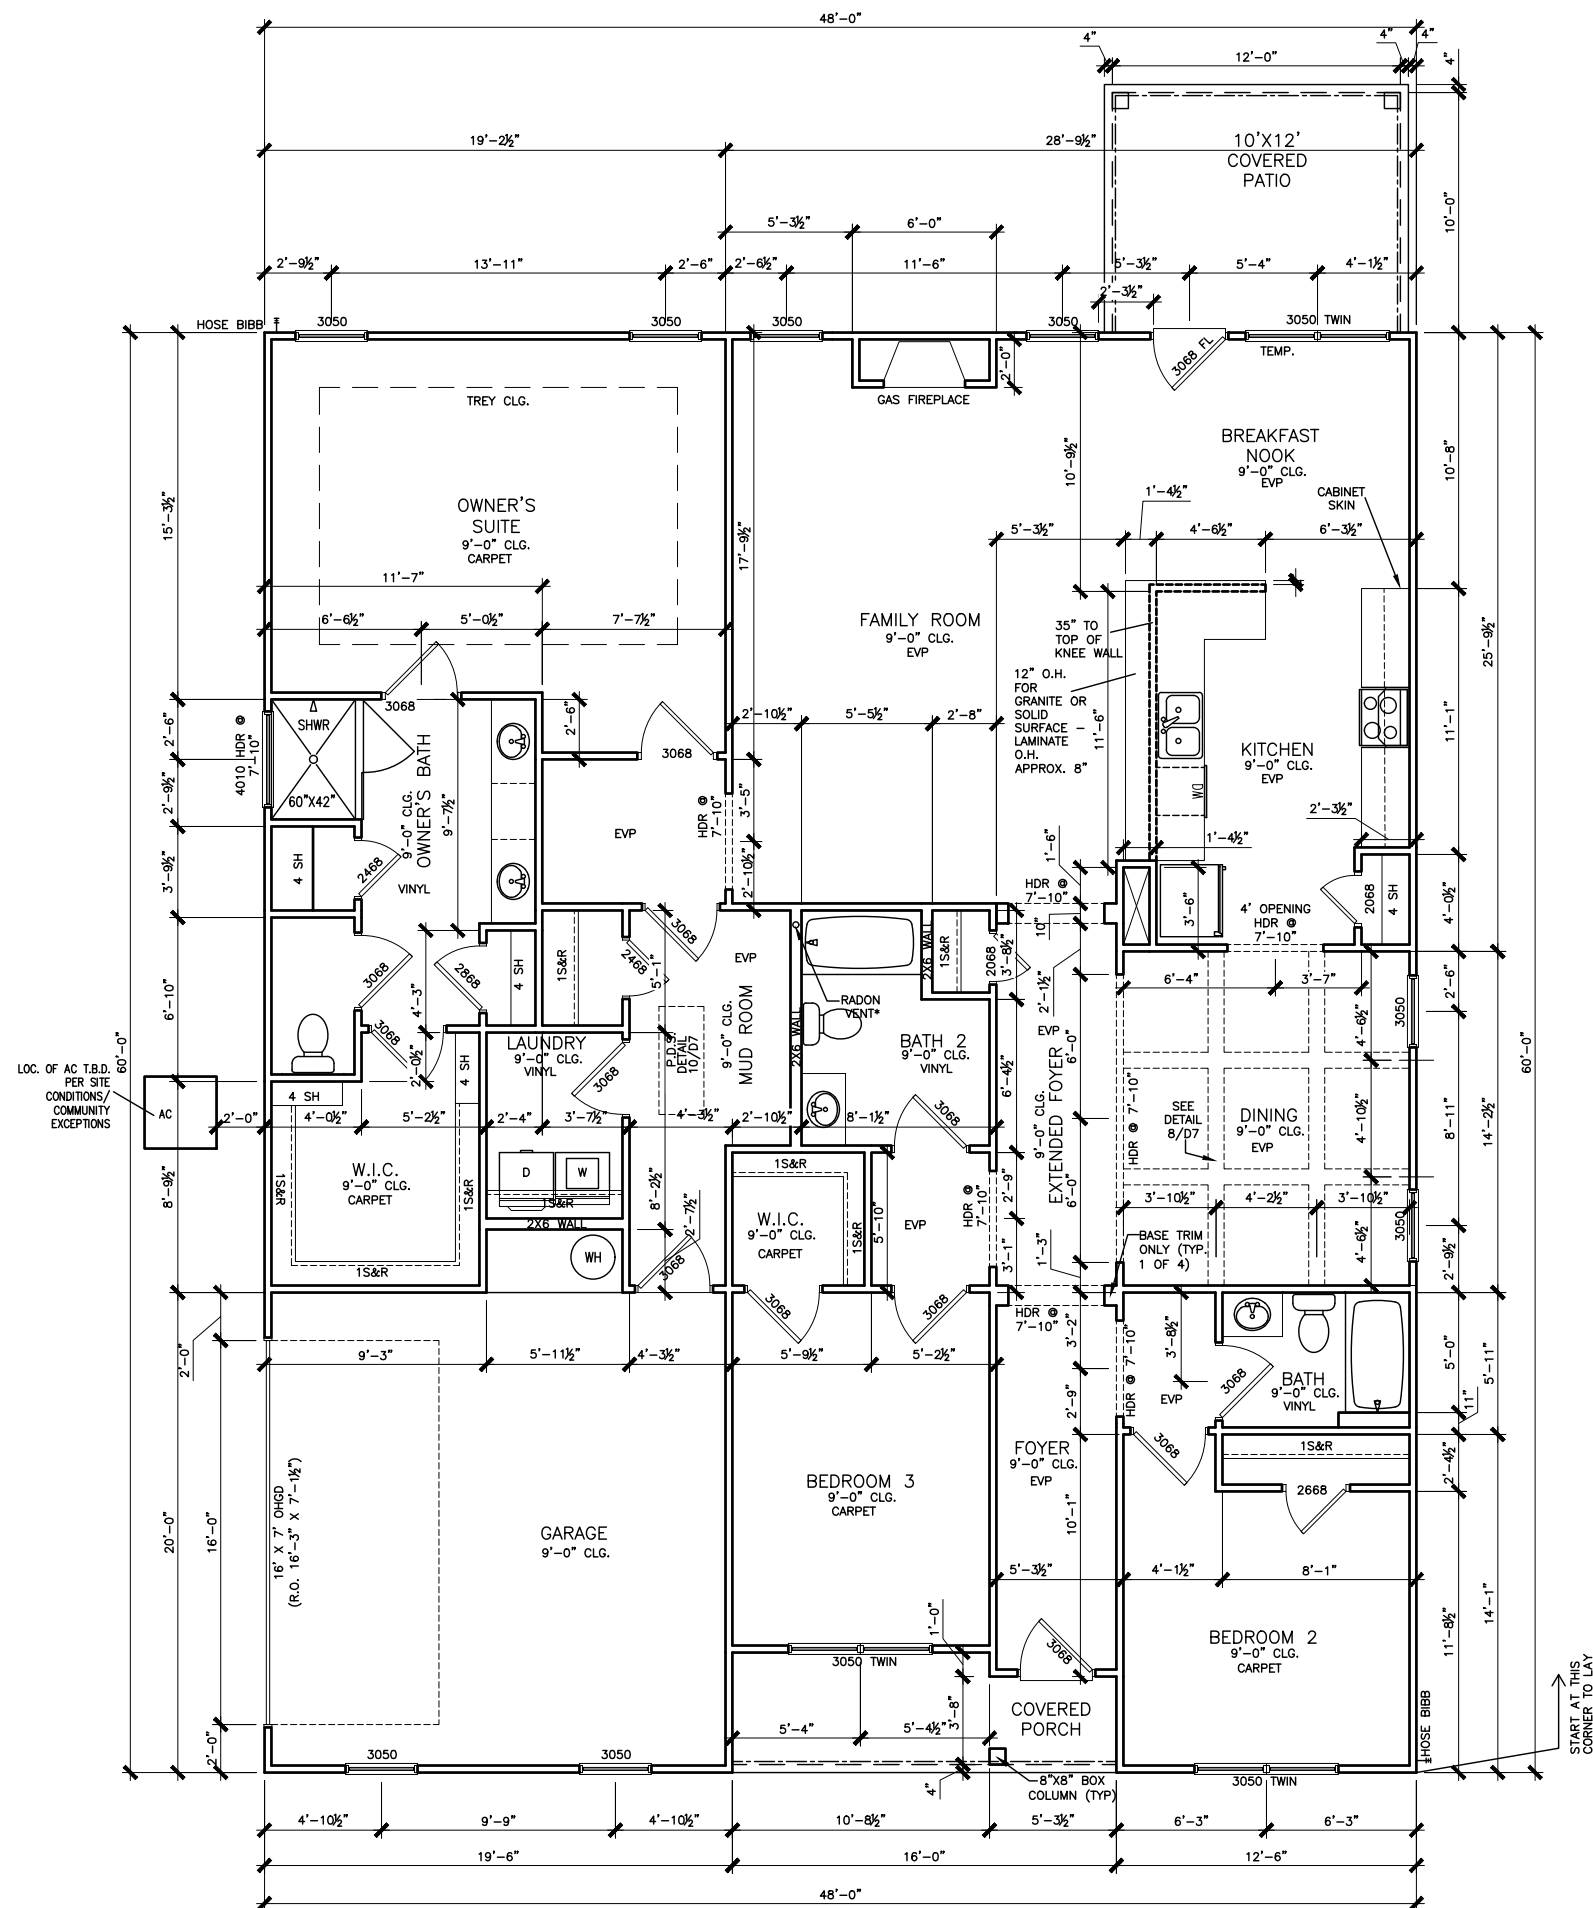 48'-0"
4"
4"
4"
12'-0"
4"
19'-2½"
28'-9½"
10'X12'
COVERED
PATIO
10'-0"
5'-3½"
6'-0"
2'-9½"
13'-11"
2'-6"
2'-6½"
11'-6"
5'-3½"
5'-4"
4'-1½"
2'-3½"
HOSE BIBB
3050
3050
3050
3050
3050 TWIN
TEMP.
3068 FL
2'-0"
TREY CLG.
GAS FIREPLACE
BREAKFAST
NOOK
9'-0" CLG.
EVP
10'-9½"
10'-8"
CABINET
SKIN
1'-4½"
15'-3½"
OWNER'S
SUITE
9'-0" CLG.
CARPET
17'-9½"
5'-3½"
4'-6½"
6'-3½"
11'-7"
6'-6½"
5'-0½"
7'-7½"
FAMILY ROOM
9'-0" CLG.
EVP
35" TO
TOP OF
KNEE WALL
25'-9½"
12" O.H.
FOR
GRANITE OR
SOLID
SURFACE –
LAMINATE
O.H.
APPROX. 8"
11'-6"
11'-1"
3068
2'-6"
4010 HDR @
7'-10"
SHWR
60"X42"
2'-6"
3068
2'-10½"
5'-5½"
2'-8"
KITCHEN
9'-0" CLG.
EVP
DW
2'-9½"
OWNER'S BATH
9'-0" CLG.
9'-7½"
VINYL
EVP
HDR @
7'-10"
3'-5"
2'-10½"
2'-3½"
1'-4½"
1'-6"
3'-9½"
4 SH
2468
HDR @
7'-10"
3'-6"
4' OPENING
HDR @
7'-10"
2068
4 SH
4'-0½"
10"
3068
EVP
6'-10"
3068
2868
4 SH
4'-3"
1S&R
2468
5'-1"
2X6 WALL
1S&R
2068
3'-8½"
2'-1½"
6'-4"
3'-7"
2'-6"
RADON
VENT*
EVP
3068
2'-0½"
LAUNDRY
9'-0" CLG.
VINYL
P.D.S.
DETAIL
10/D7
9'-0" CLG.
MUD ROOM
2X6 WALL
BATH 2
9'-0" CLG.
VINYL
6'-0"
4'-6½"
3050
60'-0"
60'-0"
LOC. OF AC T.B.D.
PER SITE
CONDITIONS/
COMMUNITY
EXCEPTIONS
AC
2'-0"
4 SH
4 SH
4'-0½"
5'-2½"
2'-4"
3'-7½"
4'-3½"
2'-10½"
8'-1½"
3068
3068
6'-4½"
EXTENDED FOYER
9'-0" CLG.
HDR @ 7'-10"
SEE
DETAIL
8/D7
DINING
9'-0" CLG.
EVP
4'-10½"
8'-11"
14'-2½"
8'-9½"
1S&R
W.I.C.
9'-0" CLG.
CARPET
1S&R
1S&R
D
W
1S&R
2X6 WALL
WH
8'-2½"
2'-7½"
3068
1S&R
W.I.C.
9'-0" CLG.
CARPET
1S&R
5'-10"
EVP
HDR @
7'-10"
2'-9"
3'-1"
6'-0"
1'-3"
3'-10½"
4'-2½"
3'-10½"
BASE TRIM
ONLY (TYP.
1 OF 4)
4'-6½"
3050
2'-9½"
3068
3068
HDR @
7'-10"
3'-2"
HDR @ 7'-10"
3'-8½"
2'-0"
9'-3"
5'-11½"
4'-3½"
5'-9½"
5'-2½"
2'-9"
EVP
3068
BATH
9'-0" CLG.
VINYL
5'-0"
5'-11"
11"
FOYER
9'-0" CLG.
EVP
3068
1S&R
2'-4½"
2668
BEDROOM 3
9'-0" CLG.
CARPET
10'-1"
20'-0"
16'-0"
16' X 7' OHGD
(R.O. 16'-3" X 7'-1½")
GARAGE
9'-0" CLG.
5'-3½"
4'-1½"
8'-1"
14'-1"
11'-8½"
1'-0"
3068
BEDROOM 2
9'-0" CLG.
CARPET
3050 TWIN
COVERED
PORCH
3'-8"
5'-4"
5'-4½"
2'-0"
3050
3050
3050 TWIN
HOSE BIBB
START AT THIS
CORNER TO LAY
4"
8"X8" BOX
COLUMN (TYP)
4'-10½"
9'-9"
4'-10½"
10'-8½"
5'-3½"
6'-3"
6'-3"
19'-6"
16'-0"
12'-6"
48'-0"